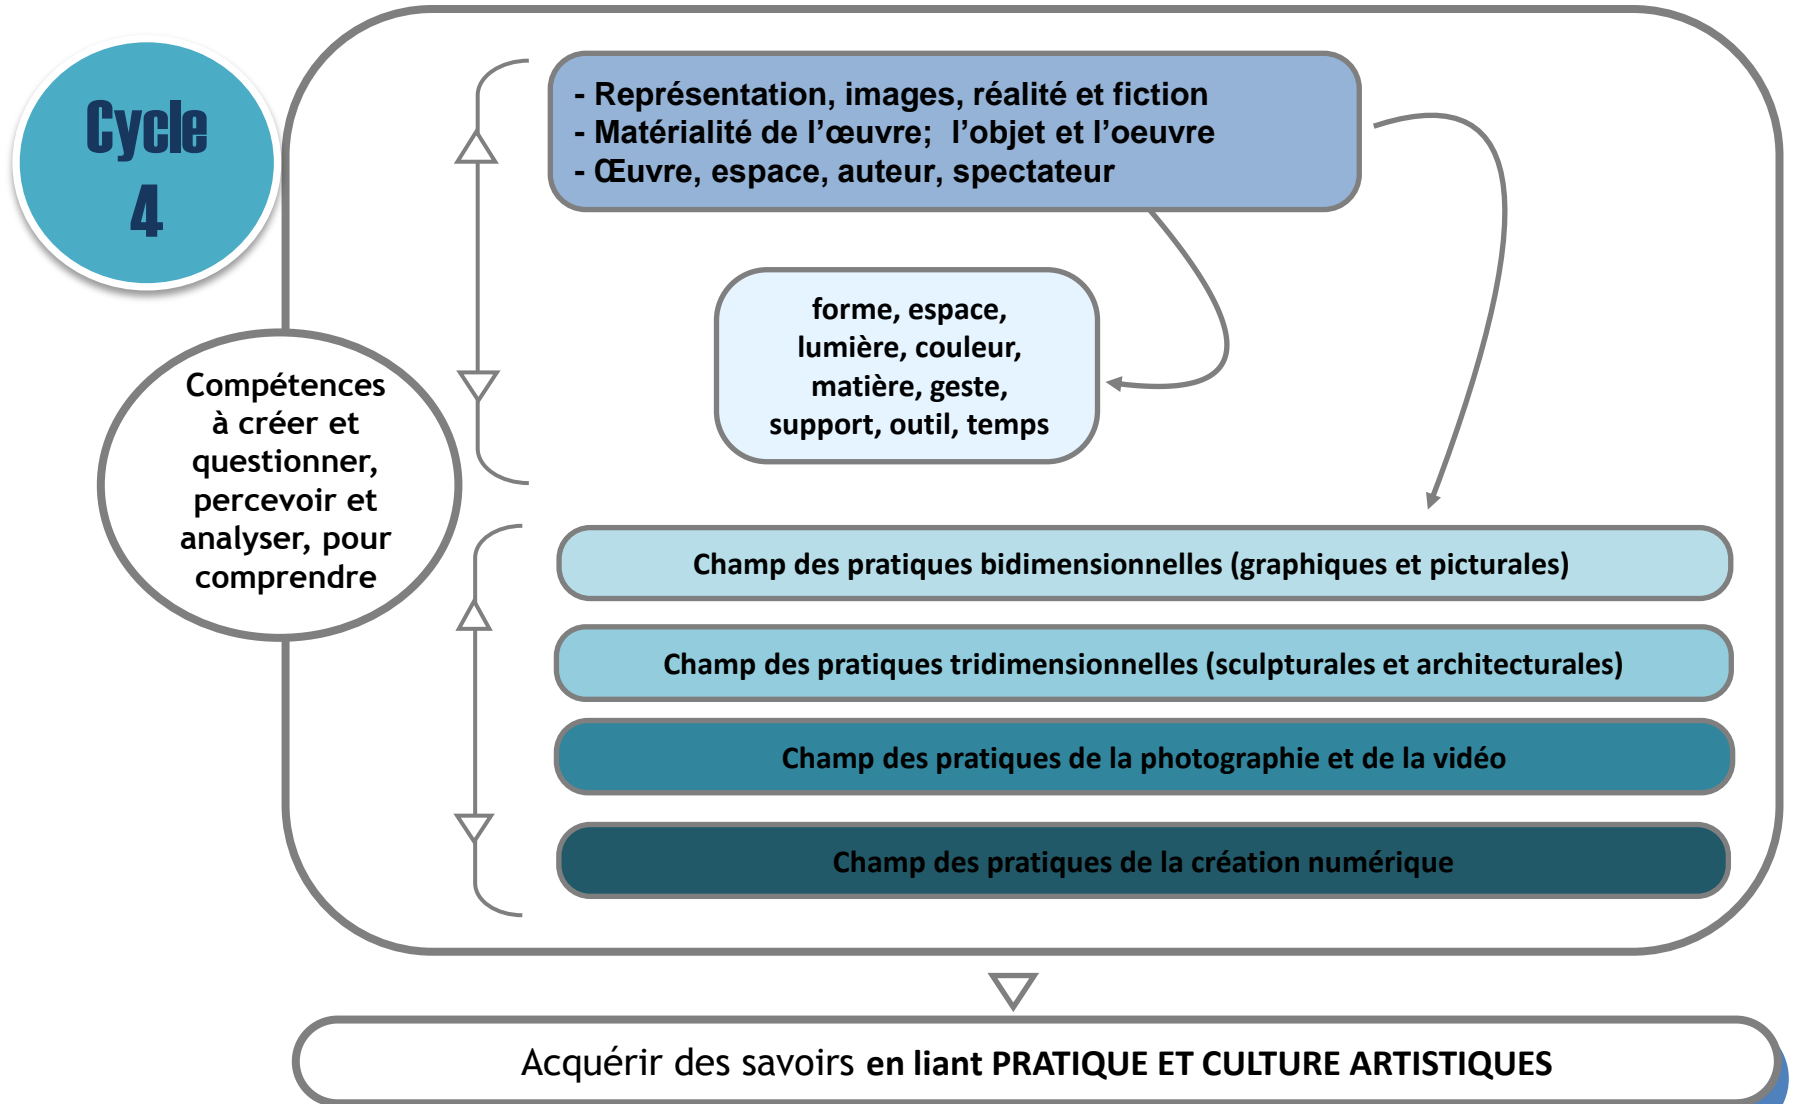 Cycle
4
- Représentation, images, réalité et fiction
- Matérialité de l’œuvre;  l’objet et l’oeuvre
- Œuvre, espace, auteur, spectateur
forme, espace,
lumière, couleur,
matière, geste,
support, outil, temps
Compétences
à créer et
questionner,
percevoir et
analyser, pour
comprendre
Champ des pratiques bidimensionnelles (graphiques et picturales)
Champ des pratiques tridimensionnelles (sculpturales et architecturales)
Champ des pratiques de la photographie et de la vidéo
Champ des pratiques de la création numérique
Acquérir des savoirs en liant PRATIQUE ET CULTURE ARTISTIQUES